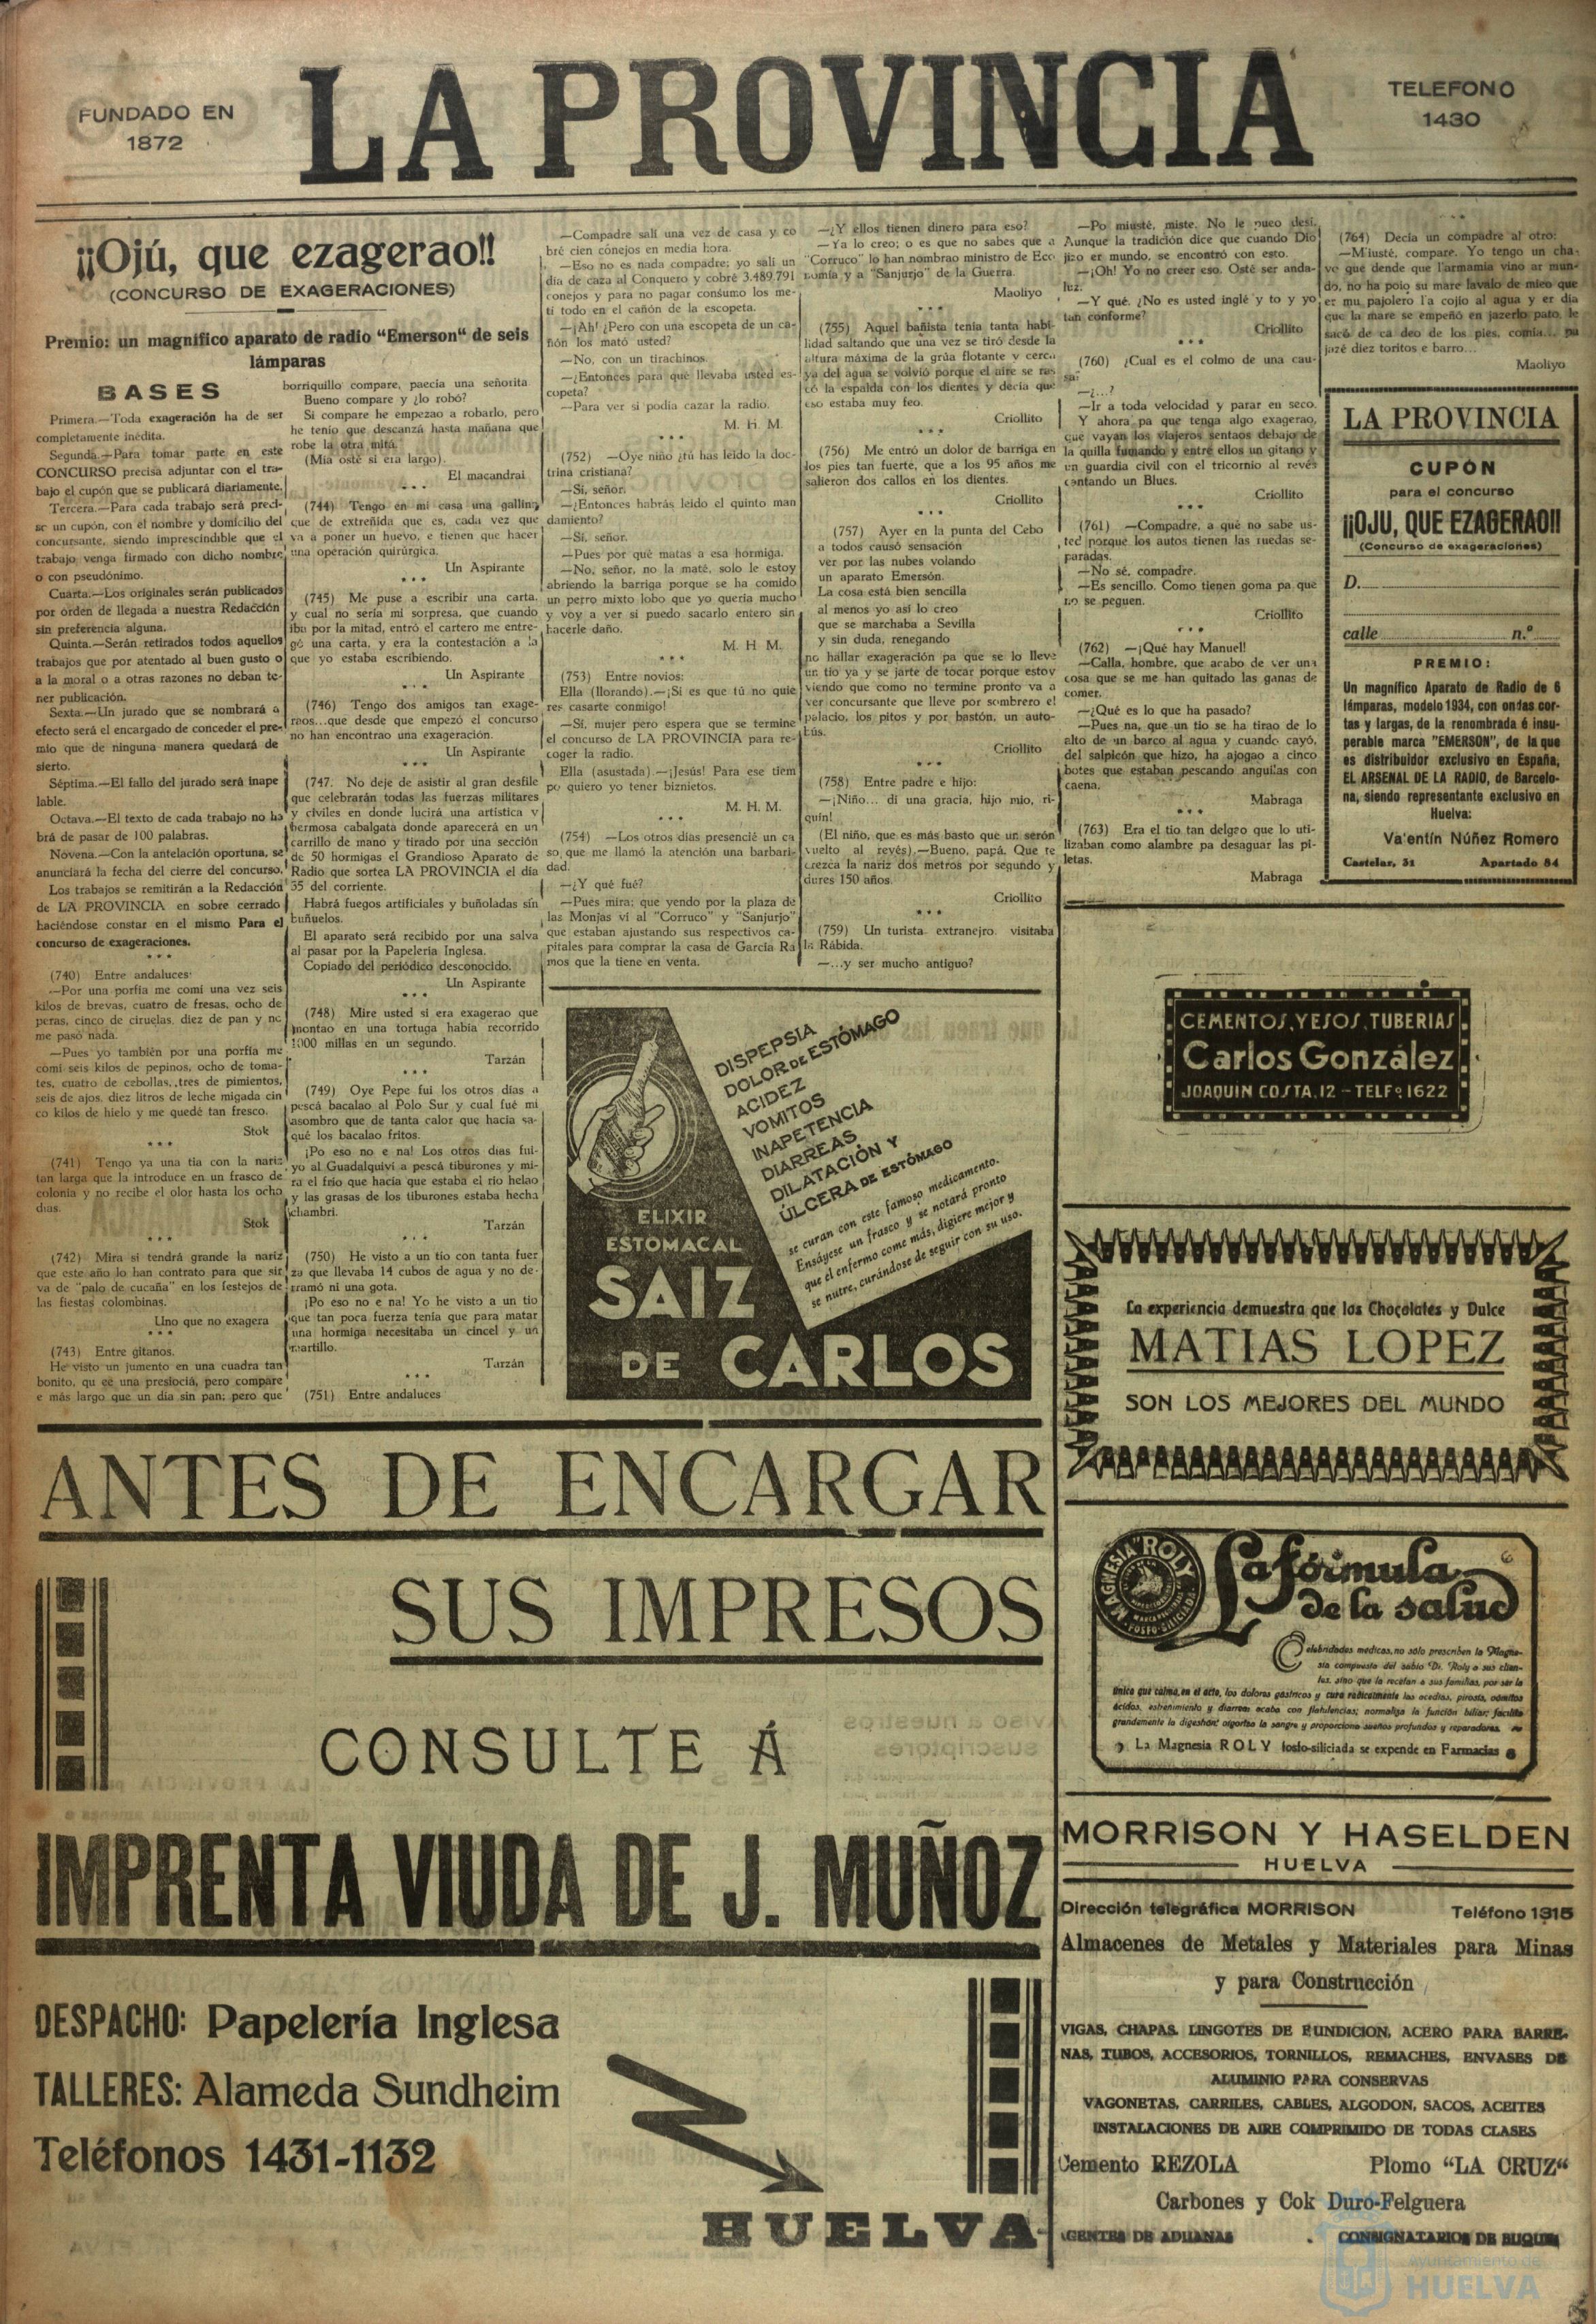 FUNDADO EN
1872
LA PROVINCIA
TELEFONO
1430
¡¡Ojú, que ezagerao!!
(CONCURSO DE EXAGERACIONES)
Premio: un magnífico aparato de radio "Emerson" de seis
lámparas
BASES
Primera.—Toda exageración ha de ser
completamente inédita.
Segunda.—Para tomar parte en este
CONCURSO precisa adjuntar con el tra-
bajo el cupón que se publicará diariamente.
Tercera.—Para cada trabajo será preci-
se un cupón, con el nombre y domicilio del
concursante, siendo imprescindible que el
trabajo venga firmado con dicho nombre
o con pseudónimo.
Cuarta.—Los originales serán publicados
por orden de llegada a nuestra Redacción
sin preferencia alguna.
Quinta.—Serán retirados todos aquellos
trabajos que por atentado al buen gusto o
a la moral o a otras razones no deban te-
ner publicación.
Sexta.—Un jurado que se nombrará a
efecto será el encargado de conceder el pre-
mio que de ninguna manera quedará de
sierto.
Séptima.—El fallo del jurado será inape
lable.
Octava.—El texto de cada trabajo no ha
brá de pasar de 100 palabras.
Novena.—Con la antelación oportuna, se
anunciará la fecha del cierre del concurso.
Los trabajos se remitirán a la Redacción
de LA PROVINCIA en sobre cerrado
haciéndose constar en el mismo Para el
concurso de exageraciones.
* * *
(740) Entre andaluces:
—Por una porfía me comí una vez seis
kilos de brevas, cuatro de fresas, ocho de
peras, cinco de ciruelas, diez de pan y no
me pasó nada.
—Pues yo también por una porfía me
comí seis kilos de pepinos, ocho de toma-
tes, cuatro de cebollas, tres de pimientos,
seis de ajos, diez litros de leche migada cin
co kilos de hielo y me quedé tan fresco.
Stok
* * *
(741) Tengo ya una tía con la nariz
tan larga que la introduce en un frasco de
colonia y no recibe el olor hasta los ocho
días.
Stok
* * *
(742) Mira si tendrá grande la nariz
que este año lo han contrato para que sir
va de "palo de cucaña" en los festejos de
las fiestas colombinas.
Uno que no exagera
* * *
(743) Entre gitanos.
He visto un jumento en una cuadra tan
bonito, qu ee una presiociá, pero compare
e más largo que un día sin pan; pero que
borriquillo compare, paecía una señorita
Bueno compare y ¿lo robó?
Si compare he empezao a robarlo, pero
he tenío que descanzá hasta mañana que
robe la otra mitá.
(Mia osté si era largo).
El macandrai
* * *
(744) Tengo en mi casa una gallina
que de extreñida que es, cada vez que
va a poner un huevo, e tienen que hacer
una operación quirúrgica.
Un Aspirante
* * *
(745) Me puse a escribir una carta,
y cual no sería mi sorpresa, que cuando
iba por la mitad, entró el cartero me entre-
gó una carta, y era la contestación a la
que yo estaba escribiendo.
Un Aspirante
* * *
(746) Tengo dos amigos tan exage-
raos...que desde que empezó el concurso
no han encontrao una exageración.
Un Aspirante
* * *
(747. No deje de asistir al gran desfile
que celebrarán todas las fuerzas militares
y civiles en donde lucirá una artística y
hermosa cabalgata donde aparecerá en un
carrillo de mano y tirado por una sección
de 50 hormigas el Grandioso Aparato de
Radio que sortea LA PROVINCIA el día
35 del corriente.
Habrá fuegos artificiales y buñoladas sin
buñuelos.
El aparato será recibido por una salva
al pasar por la Papelería Inglesa.
Copiado del periódico desconocido.
Un Aspirante
* * *
(748) Mire usted si era exagerao que
montao en una tortuga había recorrido
1000 millas en un segundo.
Tarzán
* * *
(749) Oye Pepe fuí los otros días a
pescá bacalao al Polo Sur y cual fué mi
asombro que de tanta calor que hacía sa-
qué los bacalao fritos.
¡Po eso no e na! Los otros días fuí
yo al Guadalquiví a pescá tiburones y mi-
ra el frío que hacía que estaba el río helao
y las grasas de los tiburones estaba hecha
chambri.
Tarzán
* * *
(750) He visto a un tío con tanta fuer
za que llevaba 14 cubos de agua y no de-
rramó ni una gota.
¡Po eso no e na! Yo he visto a un tío
que tan poca fuerza tenía que para matar
una hormiga necesitaba un cincel y un
martillo.
Tarzán
* * *
(751) Entre andaluces
—Compadre salí una vez de casa y co
bré cien conejos en media hora.
—Eso no es nada compadre; yo salí un
día de caza al Conquero y cobré 3.489.791
conejos y para no pagar consumo los me-
tí todo en el cañón de la escopeta.
—¡Ah! ¿Pero con una escopeta de un ca-
ñón los mató usted?
—No, con un tirachinos.
—¿Entonces para qué llevaba usted es-
copeta?
—Para ver si podía cazar la radio.
M. H. M.
* * *
(752) —Oye niño ¿tú has leído la doc-
trina cristiana?
—Sí, señor.
—¿Entonces habrás leído el quinto man
damiento?
—Sí, señor.
—Pues por qué matas a esa hormiga.
—No, señor, no la maté, solo le estoy
abriendo la barriga porque se ha comido
un perro mixto lobo que yo quería mucho
y voy a ver si puedo sacarlo entero sin
hacerle daño.
M. H M.
* * *
(753) Entre novios:
Ella (llorando).—¡Si es que tú no quie
res casarte conmigo!
—Sí, mujer pero espera que se termine
el concurso de LA PROVINCIA para re-
coger la radio.
Ella (asustada).—¡Jesús! Para ese tiem
po quiero yo tener biznietos.
M. H. M.
* * *
(754) —Los otros días presencié un ca
so que me llamó la atención una barbari-
dad.
—¿Y qué fué?
—Pues mira; que yendo por la plaza de
las Monjas ví al "Corruco" y "Sanjurjo"
que estaban ajustando sus respectivos ca-
pitales para comprar la casa de García Ra
mos que la tiene en venta.
—¿Y ellos tienen dinero para eso?
—Ya lo creo; o es que no sabes que a
"Corruco" lo han nombrao ministro de Eco
nomía y a "Sanjurjo" de la Guerra.
Maoliyo
* * *
(755) Aquel bañista tenía tanta habi-
lidad saltando que una vez se tiró desde la
altura máxima de la grúa flotante y cerca
ya del agua se volvió porque el aire se ras
có la espalda con los dientes y decía que
eso estaba muy feo.
Criollito
* * *
(756) Me entró un dolor de barriga en
los pies tan fuerte, que a los 95 años me
salieron dos callos en los dientes.
Criollito
* * *
(757) Ayer en la punta del Cebo
a todos causó sensación
ver por las nubes volando
un aparato Emersón.
La cosa está bien sencilla
al menos yo así lo creo
que se marchaba a Sevilla
y sin duda, renegando
no hallar exageración pa que se lo lleve
un tío ya y se jarte de tocar porque estoy
viendo que como no termine pronto va a
ver concursante que lleve por sombrero el
palacio, los pitos y por bastón, un auto-
bús.
Criollito
* * *
(758) Entre padre e hijo:
—¡Niño... di una gracia, hijo mio, ri-
quín!
(El niño, que es más basto que un serón
vuelto al revés).—Bueno, papá, Que te
crezca la nariz dos metros por segundo y
dures 150 años.
Criollito
* * *
(759) Un turista extranejro visitaba
la Rábida.
—...y ser mucho antiguo?
—Po miusté, miste. No le pueo desí.
Aunque la tradición dice que cuando Dio
jizo er mundo, se encontró con esto.
—¡Oh! Yo no creer eso. Osté ser anda-
luz.
—Y qué. ¿No es usted inglé y to y yo
tan conforme?
Criollito
* * *
(760) ¿Cual es el colmo de una cau-
sa?
—¿...?
—Ir a toda velocidad y parar en seco.
Y ahora pa que tenga algo exagerao,
que vayan los viajeros sentaos debajo de
la quilla fumando y entre ellos un gitano y
un guardia civil con el tricornio al revés
cantando un Blues.
Criollito
* * *
(761) —Compadre, a qué no sabe us-
ted porque los autos tienen las ruedas se-
paradas.
—No sé, compadre.
—Es sencillo. Como tienen goma pa que
no se peguen.
Criollito
* * *
(762) —¡Qué hay Manuel!
—Calla, hombre, que acabo de ver una
cosa que se me han quitado las ganas de
comer.
—¿Qué es lo que ha pasado?
—Pues na, que un tío se ha tirao de lo
alto de un barco al agua y cuando cayó,
del salpicón que hizo, ha ajogao a cinco
botes que estaban pescando anguilas con
caena.
Mabraga
* * *
(763) Era el tío tan delgao que lo uti-
lizaban como alambre pa desaguar las pi-
letas.
Mabraga
* * *
(764) Decía un compadre al otro:
—Miusté, compare. Yo tengo un cha-
vo que dende que l'armamia vino ar mun-
do, no ha poío su mare lavalo de mieo que
er mu pajolero l'a cojío al agua y er día
que la mare se empeñó en jazerlo pato, le
sacó de ca deo de los pies, comía... pa
jazé diez toritos e barro...
Maoliyo
LA PROVINCIA
CUPÓN
para el concurso
¡¡OJU, QUE EZAGERAO!!
(Concurso de exageraciones)
D.
calle n.º
PREMIO:
Un magnífico Aparato de Radio de 6
lámparas, modelo 1934, con ondas cor-
tas y largas, de la renombrada é insu-
perable marca "EMERSON", de la que
es distribuidor exclusivo en España,
EL ARSENAL DE LA RADIO, de Barcelo-
na, siendo representante exclusivo en
Huelva:
Va'entín Núñez Romero
Castelar, 31 Apartado 84
CEMENTOS, YESOS, TUBERIAS
Carlos González
JOAQUIN COSTA, 12 - TELFº 1622
DISPEPSIA
DOLOR DE ESTÓMAGO
ACIDEZ
VOMITOS
INAPETENCIA
DIARREAS
DILATACIÓN Y
ÚLCERA DE ESTÓMAGO
se curan con este famoso medicamento.
Ensáyese un frasco y se notará pronto
que el enfermo come más, digiere mejor y
se nutre, curándose de seguir con su uso.
ELIXIR
ESTOMACAL
SAIZ
DE CARLOS
La experiencia demuestra que los Chocolates y Dulce
MATIAS LOPEZ
SON LOS MEJORES DEL MUNDO
MAGNESIA ROLY
FOSFO-SILICIADA
La fórmula
de la salud
Celebridades medicas, no sólo prescriben la Magne-
sia compuesta del sabio Dr. Roly a sus clien-
tes, sino que la recetan a sus familias, por ser la
única que calma, en el acto, los dolores gástricos y cura radicalmente las acedías, pirosis, vómitos
ácidos, estrenimiento y diarrea; acaba con flatulencias; normaliza la función biliar; facilita
grandemente la digestión; aligeriza la sangre y proporciona sueños profundos y reparadores.
La Magnesia ROLY fosfo-siliciada se expende en Farmacias
ANTES DE ENCARGAR
SUS IMPRESOS
CONSULTE Á
IMPRENTA VIUDA DE J. MUÑOZ
DESPACHO: Papelería Inglesa
TALLERES: Alameda Sundheim
Teléfonos 1431-1132
HUELVA
MORRISON Y HASELDEN
HUELVA
Dirección telegráfica MORRISON Teléfono 1315
Almacenes de Metales y Materiales para Minas
y para Construcción
VIGAS, CHAPAS, LINGOTES DE FUNDICION, ACERO PARA BARRE-
NAS, TUBOS, ACCESORIOS, TORNILLOS, REMACHES, ENVASES DE
ALUMINIO PARA CONSERVAS
VAGONETAS, CARRILES, CABLES, ALGODON, SACOS, ACEITES
INSTALACIONES DE AIRE COMPRIMIDO DE TODAS CLASES
Cemento REZOLA Plomo "LA CRUZ"
Carbones y Cok Duro-Felguera
AGENTES DE ADUANAS . CONSIGNATARIOS DE BUQUES
Ayuntamiento de
HUELVA